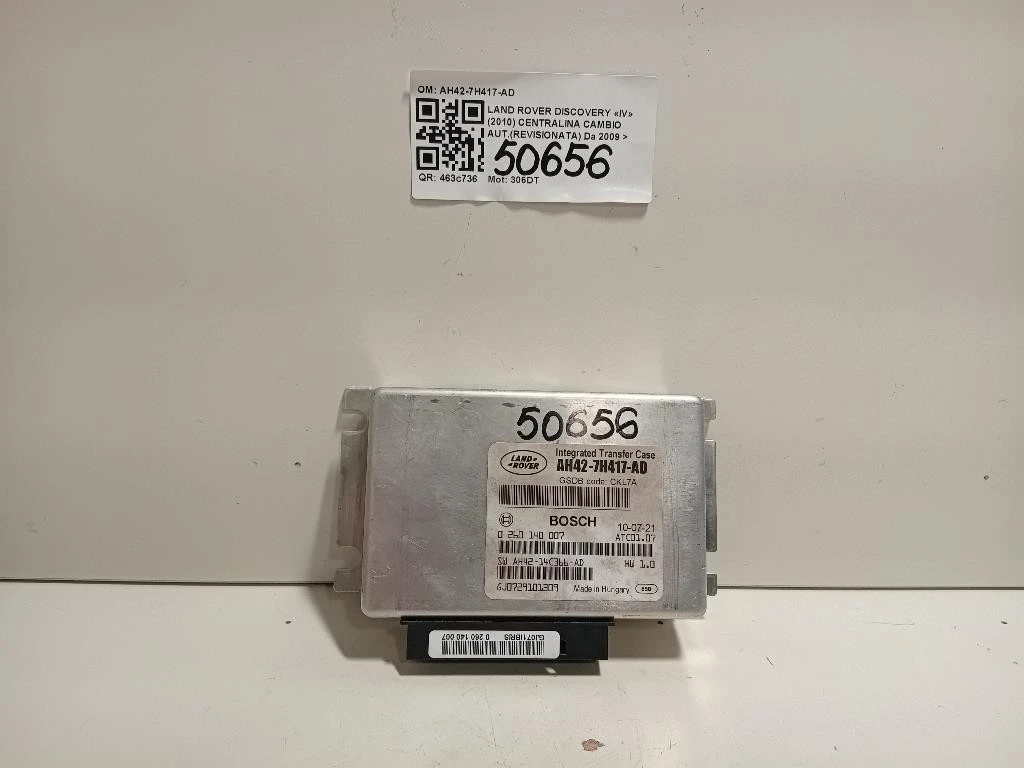 OM: AH42-7H417-AD
LAND ROVER DISCOVERY «IV»
(2010) CENTRALINA CAMBIO
AUT.(REVISIONATA) Da 2009 >
50656
QR: 463c736 Mot: 306DT
50656
LAND ROVER
Integrated Transfer Case
AH42-7H417-AD
GSDB code: CKL7A
BOSCH 10-07-21
0 260 140 007 ATC01.07
SW AH42-14C366-AD HW 1.0
GJ0729101209 Made in Hungary
0 260 140 007 GJ071IBRIS